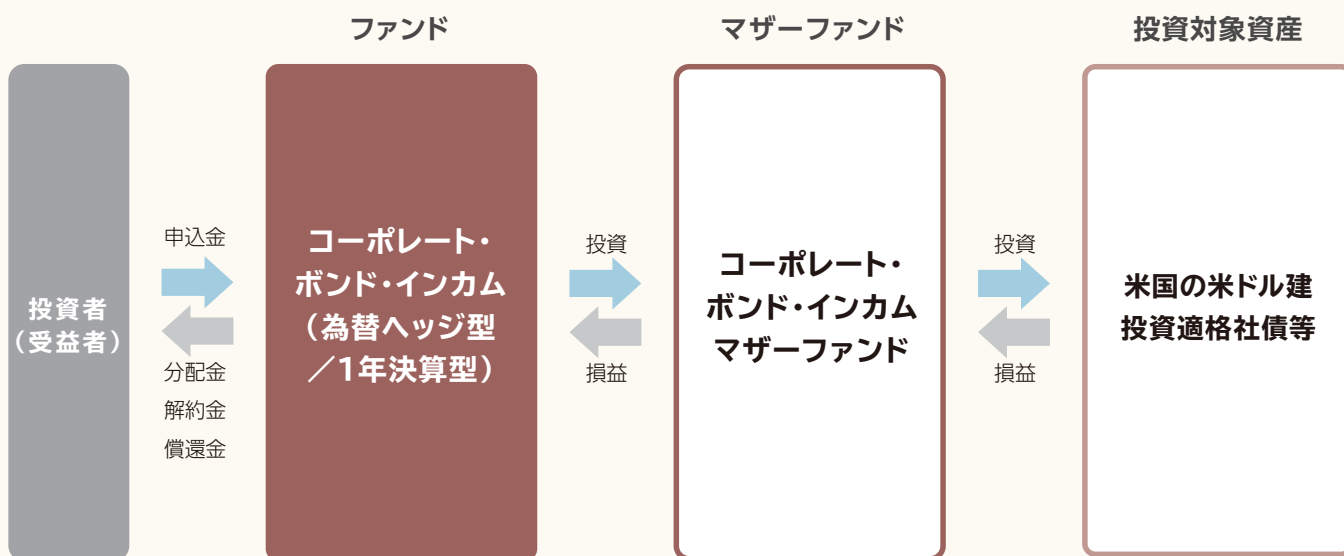 ファンド
マザーファンド
投資対象資産
投資者
（受益者）
申込金
分配金
解約金
償還金
コーポレート・
ボンド・インカム
（為替ヘッジ型
／1年決算型）
投資
損益
コーポレート・
ボンド・インカム
マザーファンド
投資
損益
米国の米ドル建
投資適格社債等